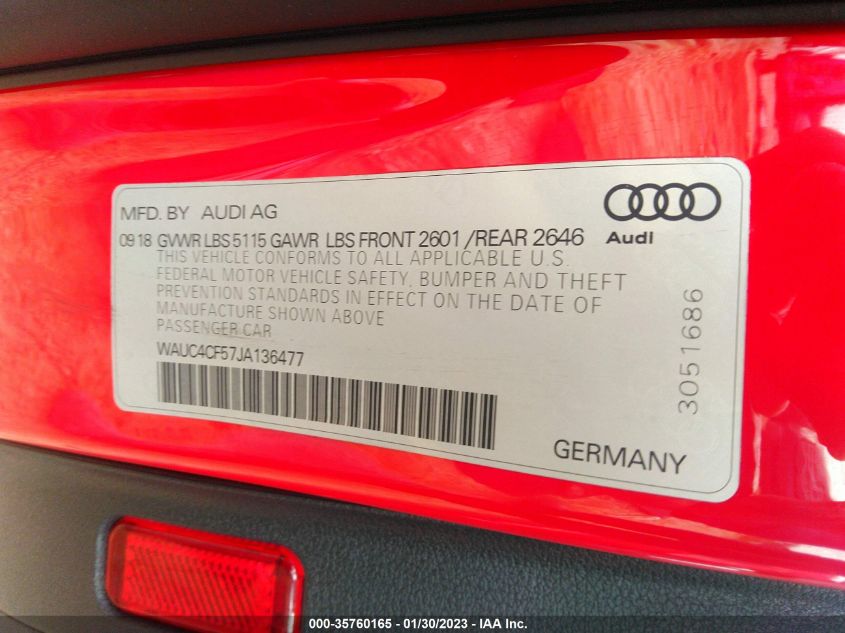 MFD. BY AUDI AG
09 18 GVWR LBS 5115 GAWR LBS FRONT 2601 /REAR 2646
THIS VEHICLE CONFORMS TO ALL APPLICABLE U.S.
FEDERAL MOTOR VEHICLE SAFETY, BUMPER AND THEFT
PREVENTION STANDARDS IN EFFECT ON THE DATE OF
MANUFACTURE SHOWN ABOVE
PASSENGER CAR
WAUC4CF57JA136477
Audi
3051686
GERMANY
000-35760165 - 01/30/2023 - IAA Inc.